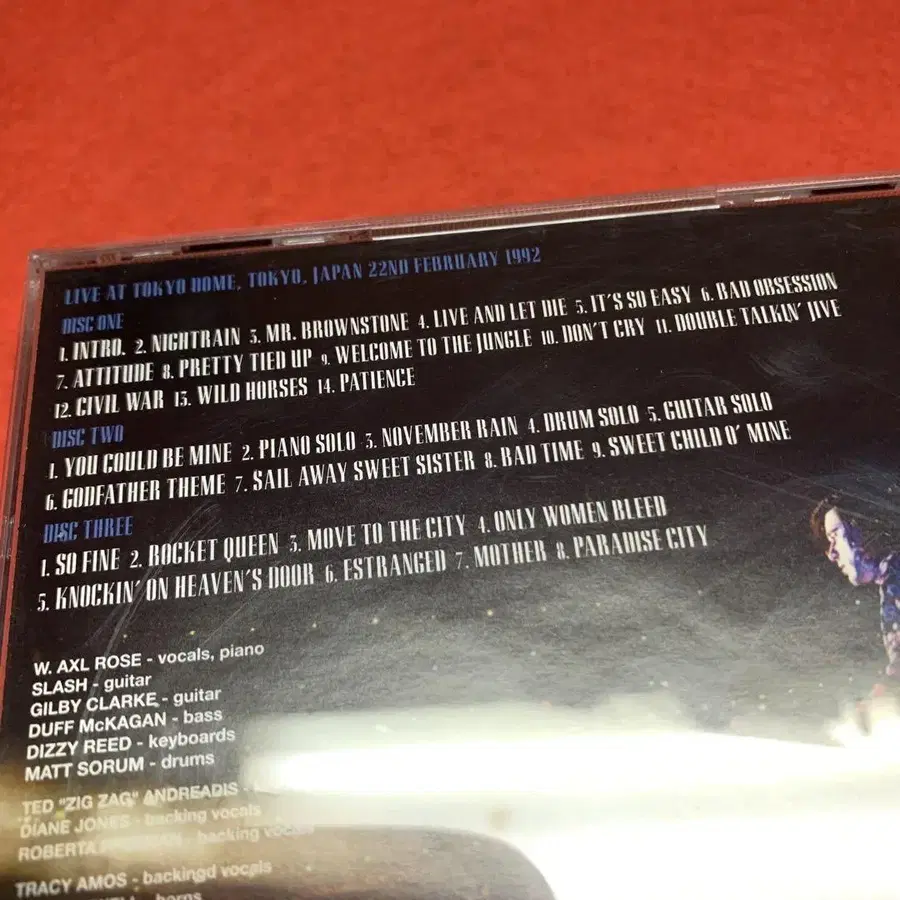 LIVE AT TOKYO DOME, TOKYO, JAPAN 22ND FEBRUARY 1992
DISC ONE
1. INTRO. 2. NIGHTRAIN 3. MR. BROWNSTONE 4. LIVE AND LET DIE 5. IT'S SO EASY 6. BAD OBSESSION
7. ATTITUDE 8. PRETTY TIED UP 9. WELCOME TO THE JUNGLE 10. DON'T CRY 11. DOUBLE TALKIN' JIVE
12. CIVIL WAR 13. WILD HORSES 14. PATIENCE
DISC TWO
1. YOU COULD BE MINE 2. PIANO SOLO 3. NOVEMBER RAIN 4. DRUM SOLO 5. GUITAR SOLO
6. GODFATHER THEME 7. SAIL AWAY SWEET SISTER 8. BAD TIME 9. SWEET CHILD O' MINE
DISC THREE
1. SO FINE 2. ROCKET QUEEN 3. MOVE TO THE CITY 4. ONLY WOMEN BLEED
5. KNOCKIN' ON HEAVEN'S DOOR 6. ESTRANGED 7. MOTHER 8. PARADISE CITY
W. AXL ROSE - vocals, piano
SLASH - guitar
GILBY CLARKE - guitar
DUFF McKAGAN - bass
DIZZY REED - keyboards
MATT SORUM - drums
TED "ZIG ZAG" ANDREADIS -
DIANE JONES - backing vocals
ROBERTA - backing vocals
TRACY AMOS - backingd vocals
- horns